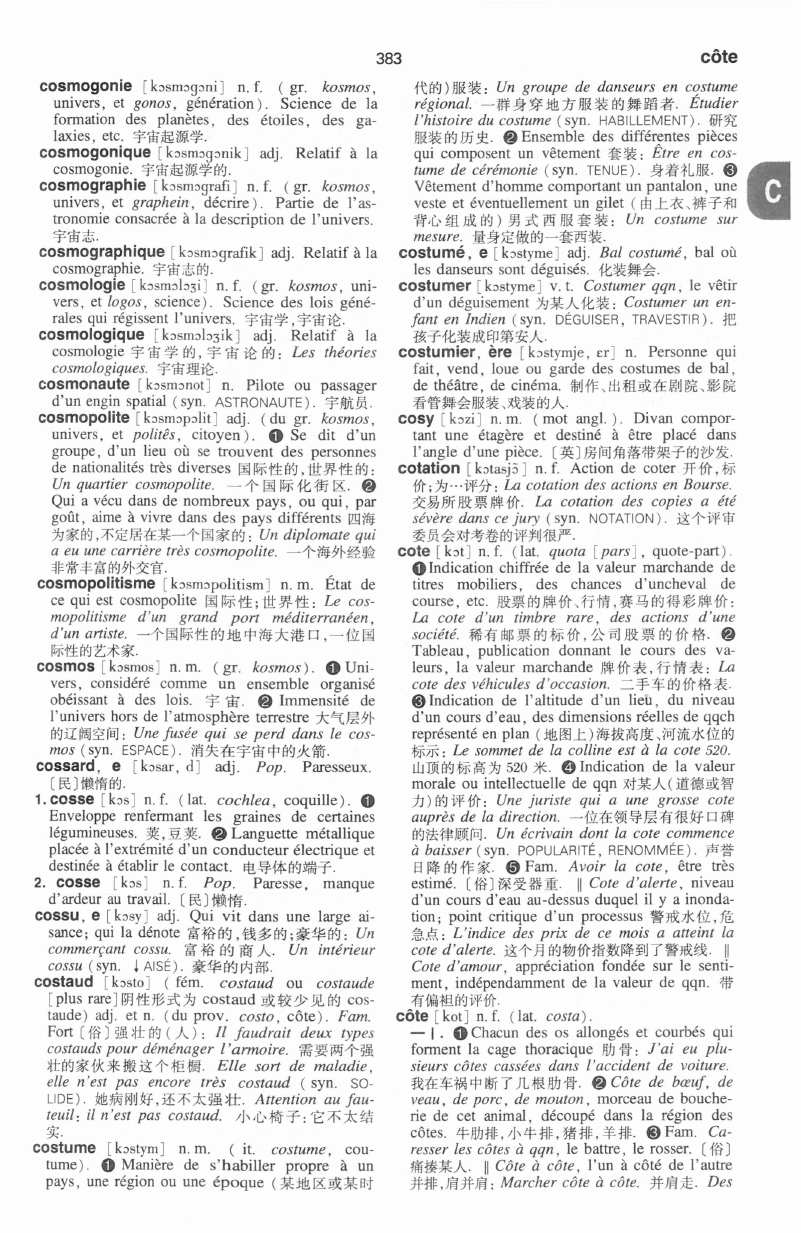 383
côte
cosmogonie [kɔsmɔgɔni] n. f. ( gr. kosmos,
univers, et gonos, génération). Science de la
formation des planètes, des étoiles, des ga-
laxies, etc. 宇宙起源学.
cosmogonique [kɔsmɔgɔnik] adj. Relatif à la
cosmogonie. 宇宙起源学的.
cosmographie [kɔsmɔgrafi] n. f. ( gr. kosmos,
univers, et graphein, décrire). Partie de l'as-
tronomie consacrée à la description de l'univers.
宇宙志.
cosmographique [kɔsmɔgrafik] adj. Relatif à la
cosmographie. 宇宙志的.
cosmologie [kɔsmɔlɔʒi] n. f. ( gr. kosmos, uni-
vers, et logos, science). Science des lois géné-
rales qui régissent l'univers. 宇宙学,宇宙论.
cosmologique [kɔsmɔlɔʒik] adj. Relatif à la
cosmologie 宇宙学的,宇宙论的: Les théories
cosmologiques. 宇宙理论.
cosmonaute [kɔsmɔnot] n. Pilote ou passager
d'un engin spatial (syn. ASTRONAUTE). 宇航员.
cosmopolite [kɔsmɔpɔlit] adj. (du gr. kosmos,
univers, et politês, citoyen). ❶ Se dit d'un
groupe, d'un lieu où se trouvent des personnes
de nationalités très diverses 国际性的,世界性的:
Un quartier cosmopolite. 一个国际化街区. ❷
Qui a vécu dans de nombreux pays, ou qui, par
goût, aime à vivre dans des pays différents 四海
为家的,不定居在某一个国家的: Un diplomate qui
a eu une carrière très cosmopolite. 一个海外经验
非常丰富的外交官.
cosmopolitisme [kɔsmɔpolitism] n. m. État de
ce qui est cosmopolite 国际性;世界性: Le cos-
mopolitisme d'un grand port méditerranéen,
d'un artiste. 一个国际性的地中海大港口,一位国
际性的艺术家.
cosmos [kɔsmos] n. m. ( gr. kosmos). ❶ Uni-
vers, considéré comme un ensemble organisé
obéissant à des lois. 宇宙. ❷ Immensité de
l'univers hors de l'atmosphère terrestre 大气层外
的辽阔空间: Une fusée qui se perd dans le cos-
mos (syn. ESPACE). 消失在宇宙中的火箭.
cossard, e [kɔsar, d] adj. Pop. Paresseux.
[民]懒惰的.
1. cosse [kɔs] n. f. (lat. cochlea, coquille). ❶
Enveloppe renfermant les graines de certaines
légumineuses. 荚,豆荚. ❷ Languette métallique
placée à l'extrémité d'un conducteur électrique et
destinée à établir le contact. 电导体的端子.
2. cosse [kɔs] n. f. Pop. Paresse, manque
d'ardeur au travail. [民]懒惰.
cossu, e [kɔsy] adj. Qui vit dans une large ai-
sance; qui la dénote 富裕的,钱多的;豪华的: Un
commerçant cossu. 富裕的商人. Un intérieur
cossu (syn. ↓AISÉ). 豪华的内部.
costaud [kɔsto] ( fém. costaud ou costaude
[plus rare]阴性形式为 costaud 或较少见的 cos-
taude) adj. et n. (du prov. costo, côte). Fam.
Fort [俗]强壮的(人): Il faudrait deux types
costauds pour déménager l'armoire. 需要两个强
壮的家伙来搬这个柜橱. Elle sort de maladie,
elle n'est pas encore très costaud ( syn. SO-
LIDE). 她病刚好,还不太强壮. Attention au fau-
teuil: il n'est pas costaud. 小心椅子:它不太结
实.
costume [kɔstym] n. m. ( it. costume, cou-
tume). ❶ Manière de s'habiller propre à un
pays, une région ou une époque (某地区或某时
代的)服装: Un groupe de danseurs en costume
régional. 一群身穿地方服装的舞蹈者. Étudier
l'histoire du costume (syn. HABILLEMENT). 研究
服装的历史. ❷ Ensemble des différentes pièces
qui composent un vêtement 套装: Être en cos-
tume de cérémonie (syn. TENUE). 身着礼服. ❸
Vêtement d'homme comportant un pantalon, une
veste et éventuellement un gilet (由上衣、裤子和
背心组成的)男式西服套装: Un costume sur
mesure. 量身定做的一套西装.
costumé, e [kɔstyme] adj. Bal costumé, bal où
les danseurs sont déguisés. 化装舞会.
costumer [kɔstyme] v. t. Costumer qqn, le vêtir
d'un déguisement 为某人化装: Costumer un en-
fant en Indien (syn. DÉGUISER, TRAVESTIR). 把
孩子化装成印第安人.
costumier, ère [kɔstymje, ɛr] n. Personne qui
fait, vend, loue ou garde des costumes de bal,
de théâtre, de cinéma. 制作、出租或在剧院、影院
看管舞会服装、戏装的人.
cosy [kɔzi] n. m. ( mot angl. ). Divan compor-
tant une étagère et destiné à être placé dans
l'angle d'une pièce. [英]房间角落带架子的沙发.
cotation [kɔtasjɔ̃] n. f. Action de coter 开价,标
价;为…评分: La cotation des actions en Bourse.
交易所股票牌价. La cotation des copies a été
sévère dans ce jury (syn. NOTATION). 这个评审
委员会对考卷的评判很严.
cote [kɔt] n. f. (lat. quota [pars], quote-part).
❶Indication chiffrée de la valeur marchande de
titres mobiliers, des chances d'uncheval de
course, etc. 股票的牌价、行情,赛马的得彩牌价:
La cote d'un timbre rare, des actions d'une
société. 稀有邮票的标价,公司股票的价格. ❷
Tableau, publication donnant le cours des va-
leurs, la valeur marchande 牌价表,行情表: La
cote des véhicules d'occasion. 二手车的价格表.
❸Indication de l'altitude d'un lieu, du niveau
d'un cours d'eau, des dimensions réelles de qqch
représenté en plan (地图上)海拔高度、河流水位的
标示: Le sommet de la colline est à la cote 520.
山顶的标高为 520 米. ❹ Indication de la valeur
morale ou intellectuelle de qqn 对某人(道德或智
力)的评价: Une juriste qui a une grosse cote
auprès de la direction. 一位在领导层有很好口碑
的法律顾问. Un écrivain dont la cote commence
à baisser (syn. POPULARITÉ, RENOMMÉE). 声誉
日降的作家. ❺ Fam. Avoir la cote, être très
estimé. [俗]深受器重. ‖ Cote d'alerte, niveau
d'un cours d'eau au-dessus duquel il y a inonda-
tion; point critique d'un processus 警戒水位,危
急点: L'indice des prix de ce mois a atteint la
cote d'alerte. 这个月的物价指数降到了警戒线. ‖
Cote d'amour, appréciation fondée sur le senti-
ment, indépendamment de la valeur de qqn. 带
有偏袒的评价.
côte [kot] n. f. (lat. costa).
— I. ❶ Chacun des os allongés et courbés qui
forment la cage thoracique 肋骨: J'ai eu plu-
sieurs côtes cassées dans l'accident de voiture.
我在车祸中断了几根肋骨. ❷ Côte de bœuf, de
veau, de porc, de mouton, morceau de bouche-
rie de cet animal, découpé dans la région des
côtes. 牛肋排,小牛排,猪排,羊排. ❸ Fam. Ca-
resser les côtes à qqn, le battre, le rosser. [俗]
痛揍某人. ‖ Côte à côte, l'un à côté de l'autre
并排,肩并肩: Marcher côte à côte. 并肩走. Des
C